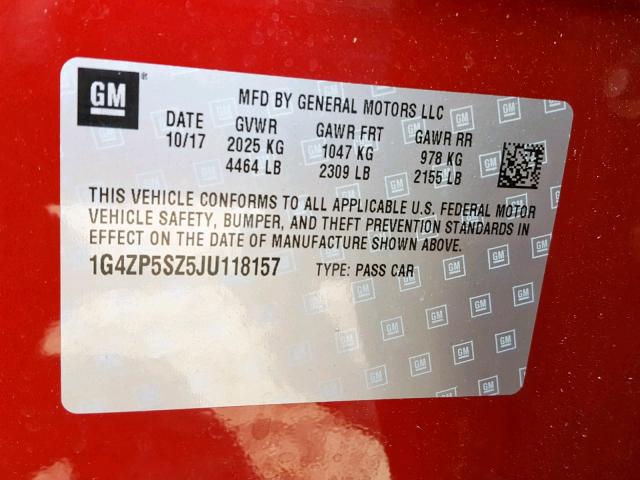 GM®
MFD BY GENERAL MOTORS LLC
DATE GVWR GAWR FRT GAWR RR
10/17 2025 KG 1047 KG 978 KG
4464 LB 2309 LB 2155 LB
THIS VEHICLE CONFORMS TO ALL APPLICABLE U.S. FEDERAL MOTOR
VEHICLE SAFETY, BUMPER, AND THEFT PREVENTION STANDARDS IN
EFFECT ON THE DATE OF MANUFACTURE SHOWN ABOVE.
1G4ZP5SZ5JU118157 TYPE: PASS CAR